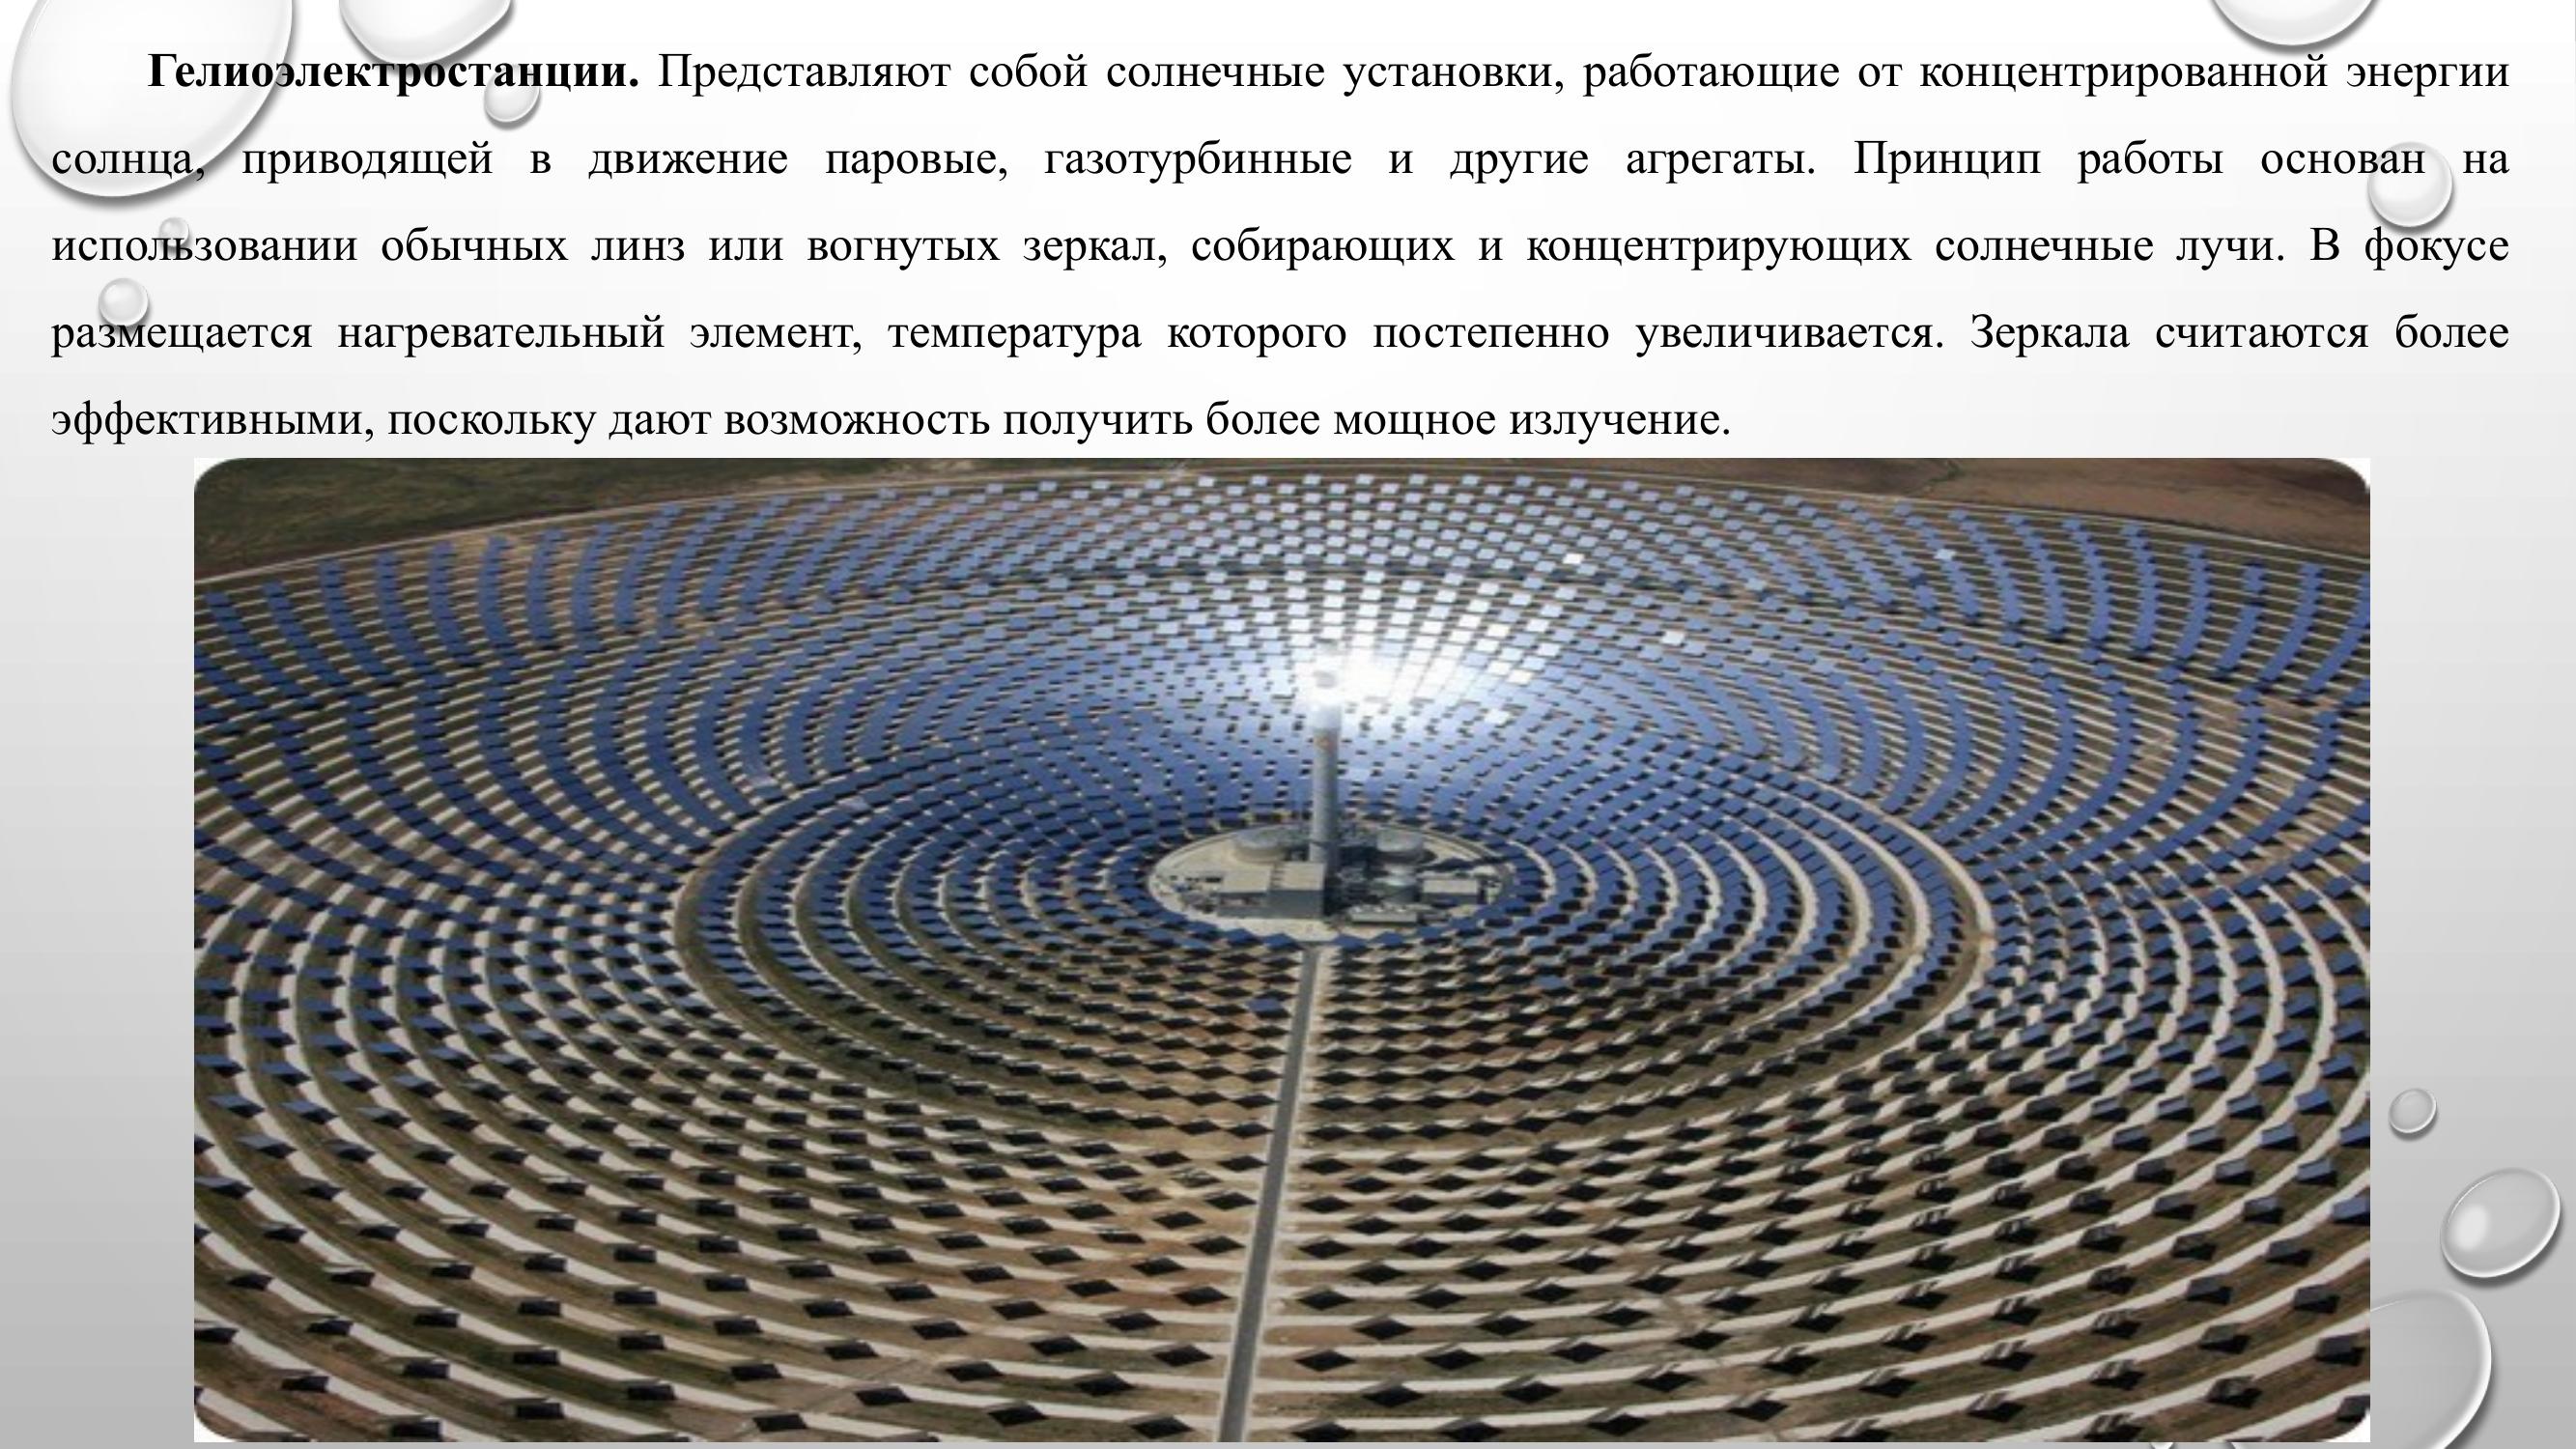 Гелиоэлектростанции. Представляют собой солнечные установки, работающие от концентрированной энергии
солнца, приводящей в движение паровые, газотурбинные и другие агрегаты. Принцип работы основан на
использовании обычных линз или вогнутых зеркал, собирающих и концентрирующих солнечные лучи. В фокусе
размещается нагревательный элемент, температура которого постепенно увеличивается. Зеркала считаются более
эффективными, поскольку дают возможность получить более мощное излучение.